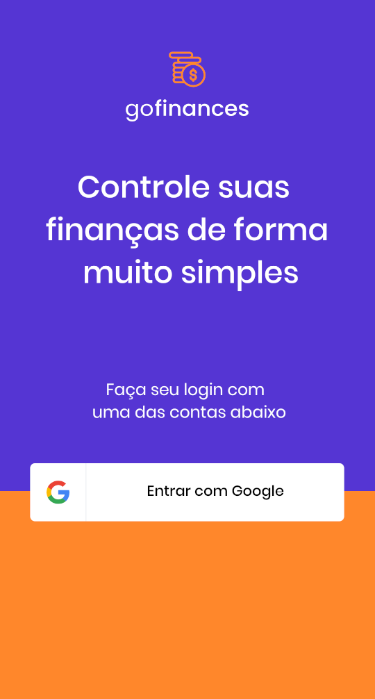 gofinances
Controle suas
finanças de forma
muito simples
Faça seu login com
uma das contas abaixo
Entrar com Google